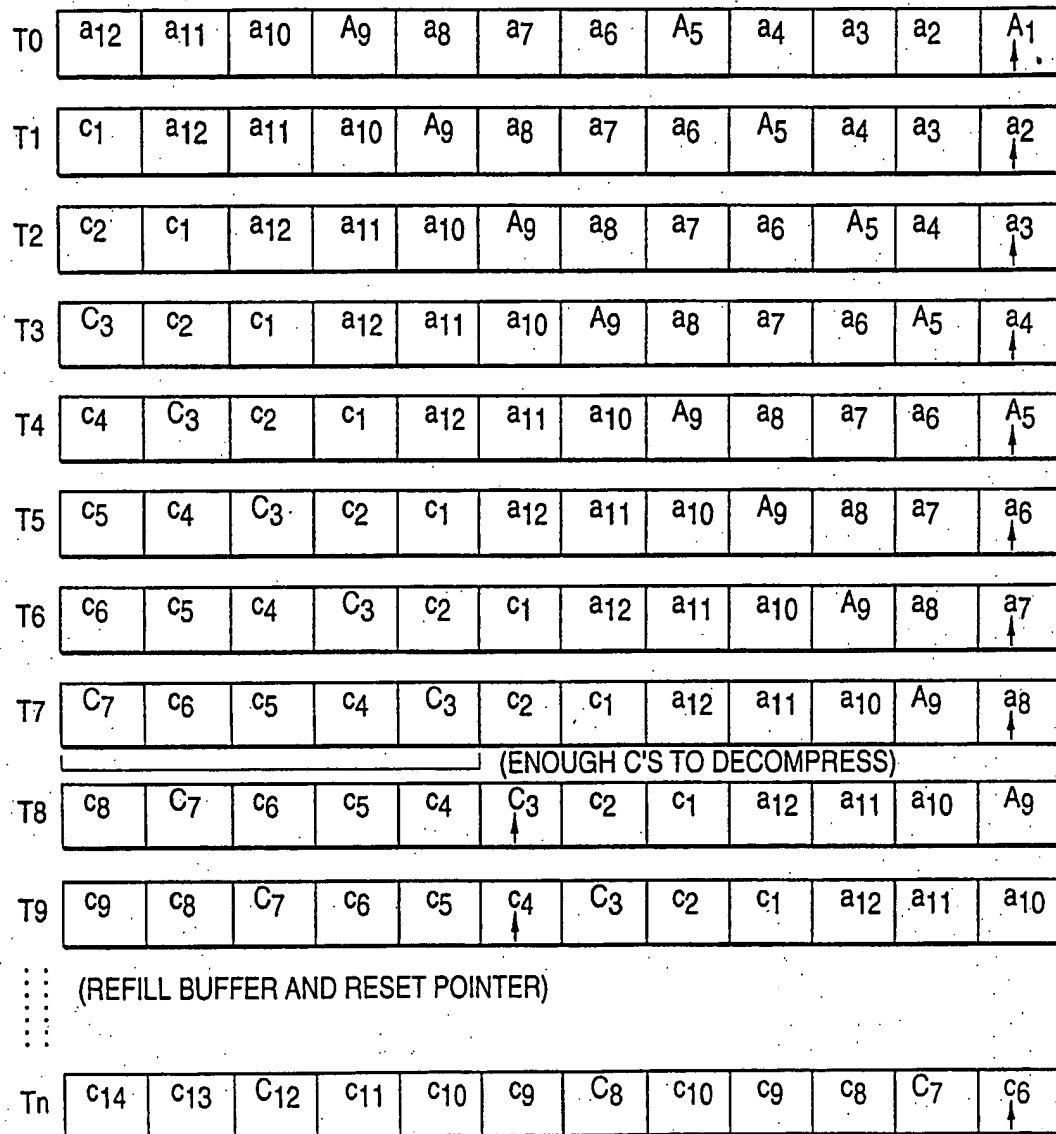 T0 a12 a11 a10 A9 a8 a7 a6 A5 a4 a3 a2 A1
T1 c1 a12 a11 a10 A9 a8 a7 a6 A5 a4 a3 a2
T2 c2 c1 a12 a11 a10 A9 a8 a7 a6 A5 a4 a3
T3 C3 c2 c1 a12 a11 a10 A9 a8 a7 a6 A5 a4
T4 c4 C3 c2 c1 a12 a11 a10 A9 a8 a7 a6 A5
T5 c5 c4 C3 c2 c1 a12 a11 a10 A9 a8 a7 a6
T6 c6 c5 c4 C3 c2 c1 a12 a11 a10 A9 a8 a7
T7 C7 c6 c5 c4 C3 c2 c1 a12 a11 a10 A9 a8
(ENOUGH C'S TO DECOMPRESS)
T8 c8 C7 c6 c5 c4 C3 c2 c1 a12 a11 a10 A9
T9 c9 c8 C7 c6 c5 c4 C3 c2 c1 a12 a11 a10
(REFILL BUFFER AND RESET POINTER)
Tn c14 c13 C12 c11 c10 c9 C8 c10 c9 c8 C7 c6